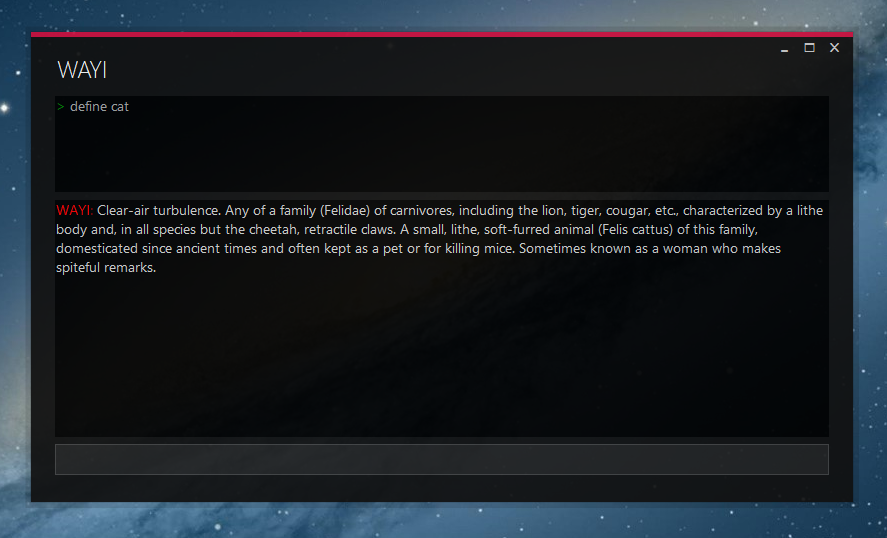 WAYI
> define cat
WAYI: Clear-air turbulence. Any of a family (Felidae) of carnivores, including the lion, tiger, cougar, etc., characterized by a lithe
body and, in all species but the cheetah, retractile claws. A small, lithe, soft-furred animal (Felis cattus) of this family,
domesticated since ancient times and often kept as a pet or for killing mice. Sometimes known as a woman who makes
spiteful remarks.